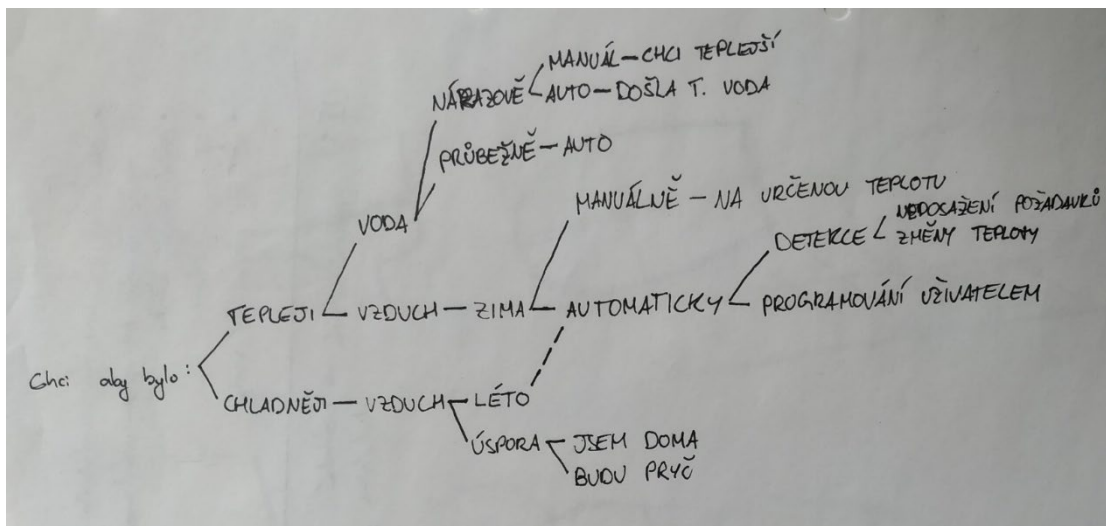 MANUÁL – CHCI TEPLEJŠÍ
NÁRAZOVĚ
AUTO – DOŠLA T. VODA
PRŮBEŽNĚ – AUTO
MANUÁLNĚ – NA URČENOU TEPLOTU
NEDOSAŽENÍ POŽADAVKŮ
VODA
DETEKCE
ZMĚNY TEPLOTY
TEPLEJI – VZDUCH – ZIMA – AUTOMATICKY
PROGRAMOVÁNÍ UŽIVATELEM
Chci aby bylo:
CHLADNĚJI – VZDUCH – LÉTO
ÚSPORA – JSEM DOMA
BUDU PRYČ